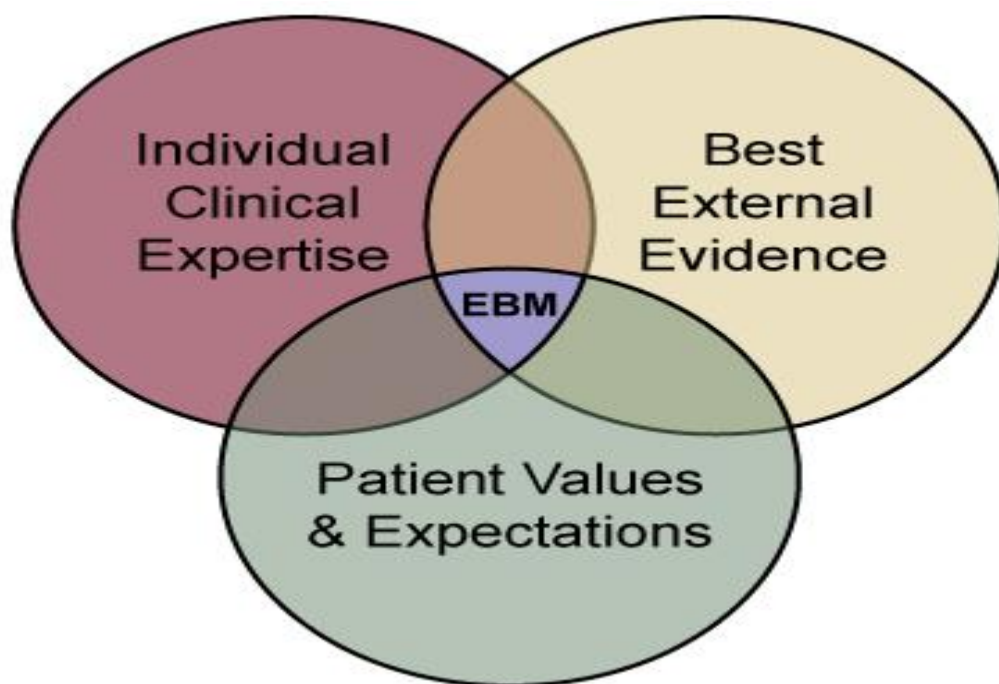 Individual
Clinical
Expertise
Best
External
Evidence
EBM
Patient Values
& Expectations